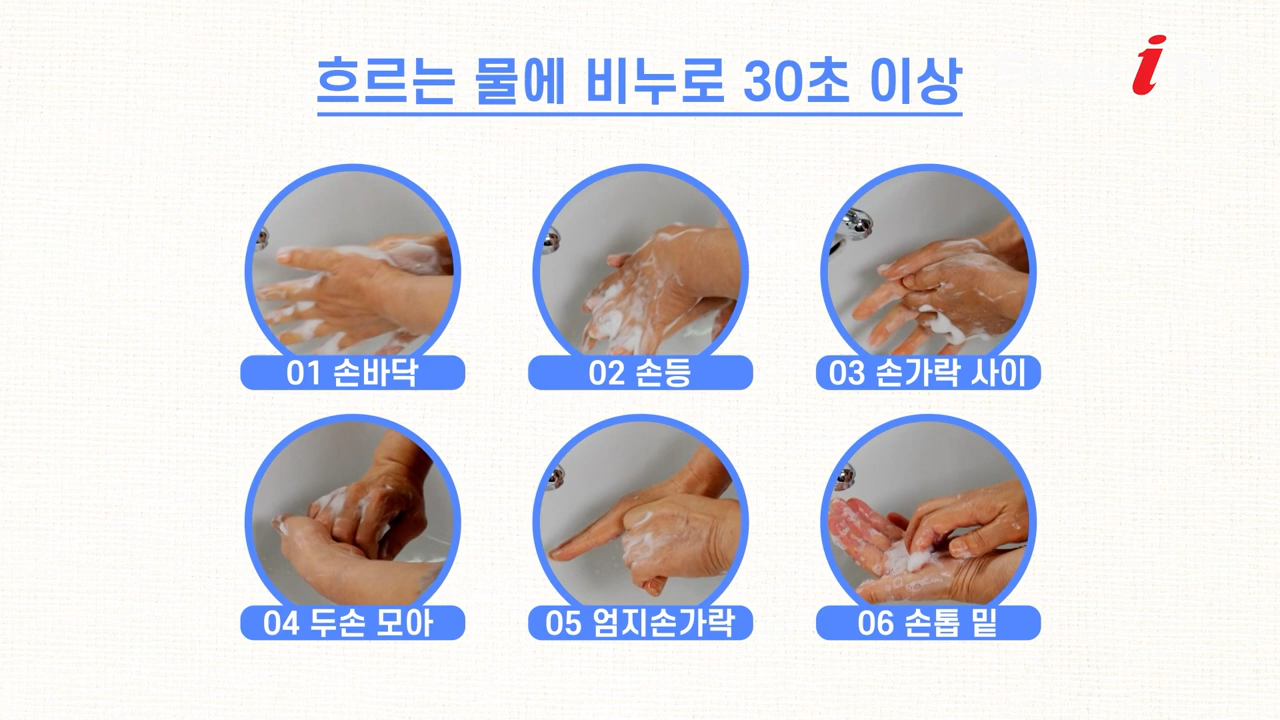 흐르는 물에 비누로 30초 이상
i
01 손바닥
02 손등
03 손가락 사이
04 두손 모아
05 엄지손가락
06 손톱 밑